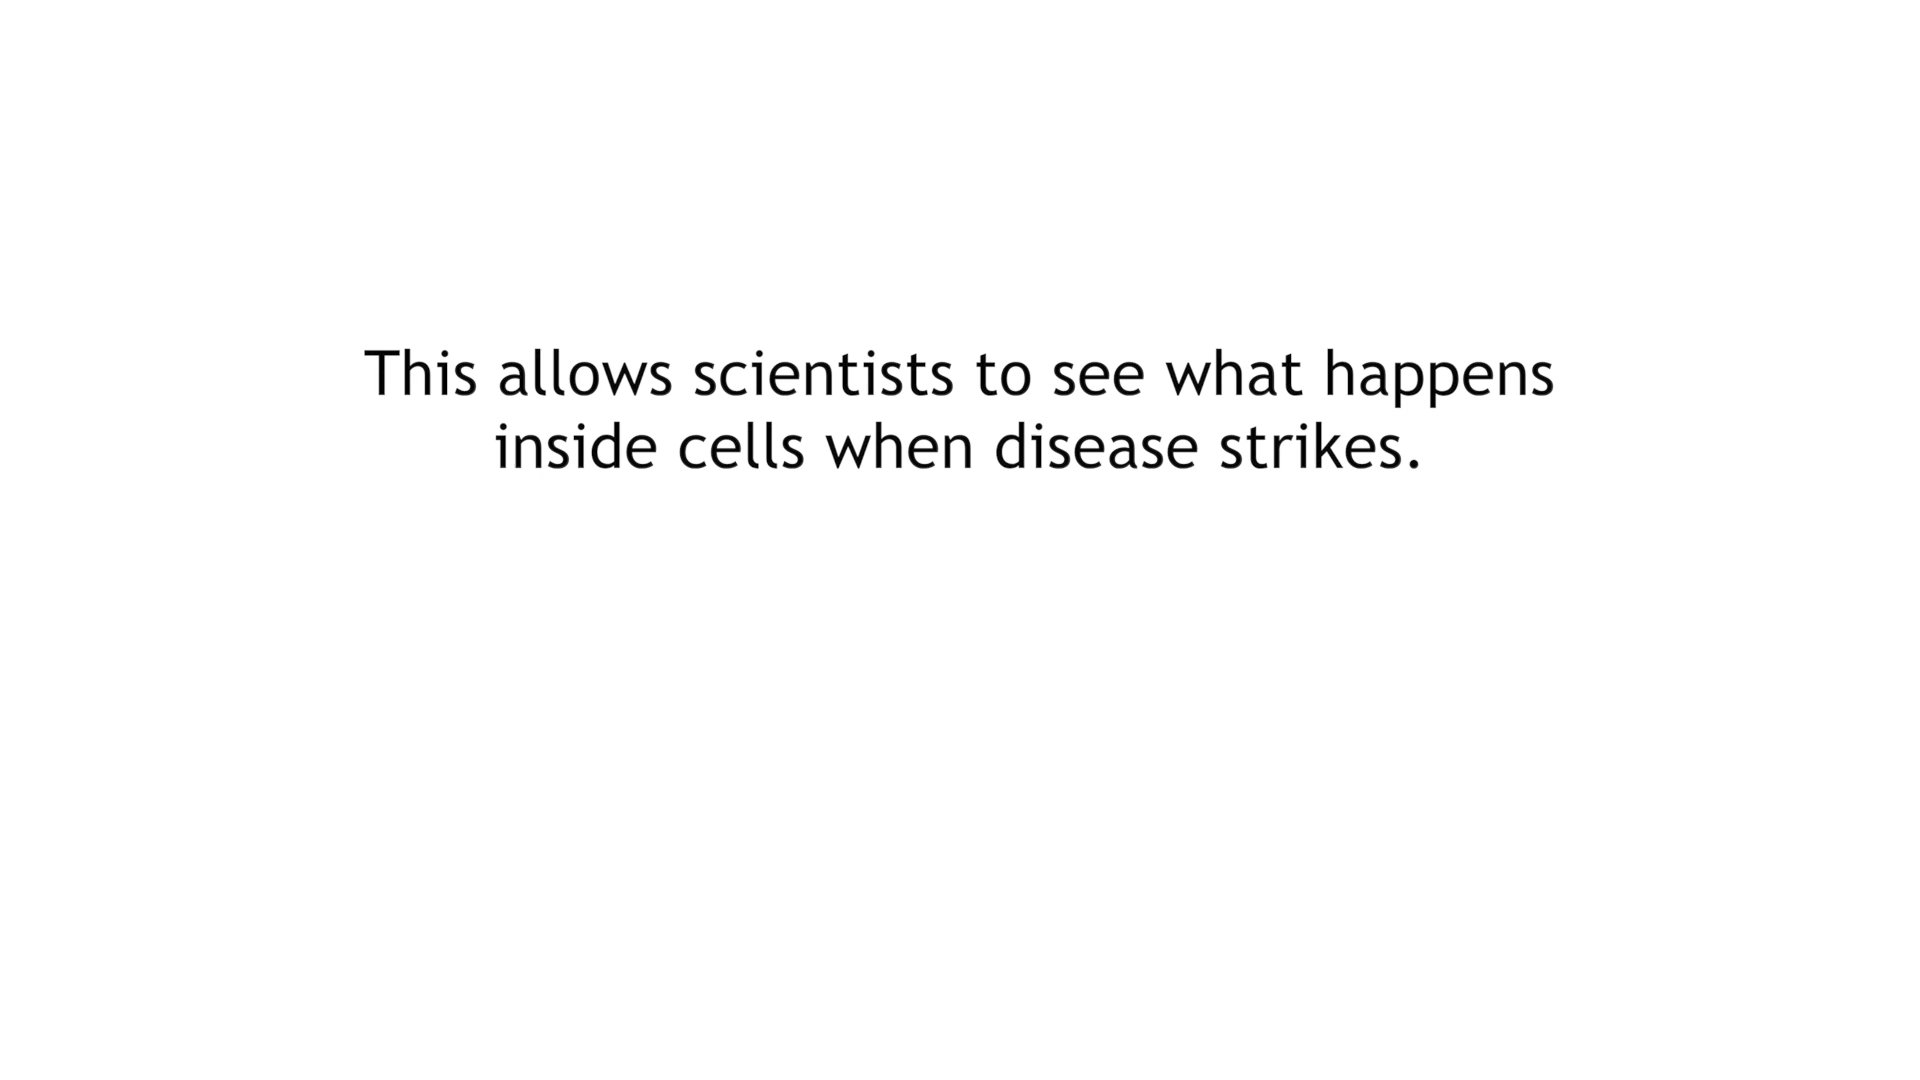 This allows scientists to see what happens
inside cells when disease strikes.